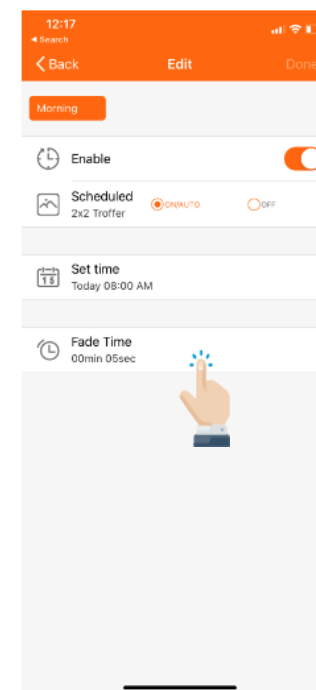 12:17
◀ Search
Back Edit Done
Morning
Enable
Scheduled ON/AUTO OFF
2x2 Troffer
15 Set time
Today 08:00 AM
Fade Time
00min 05sec